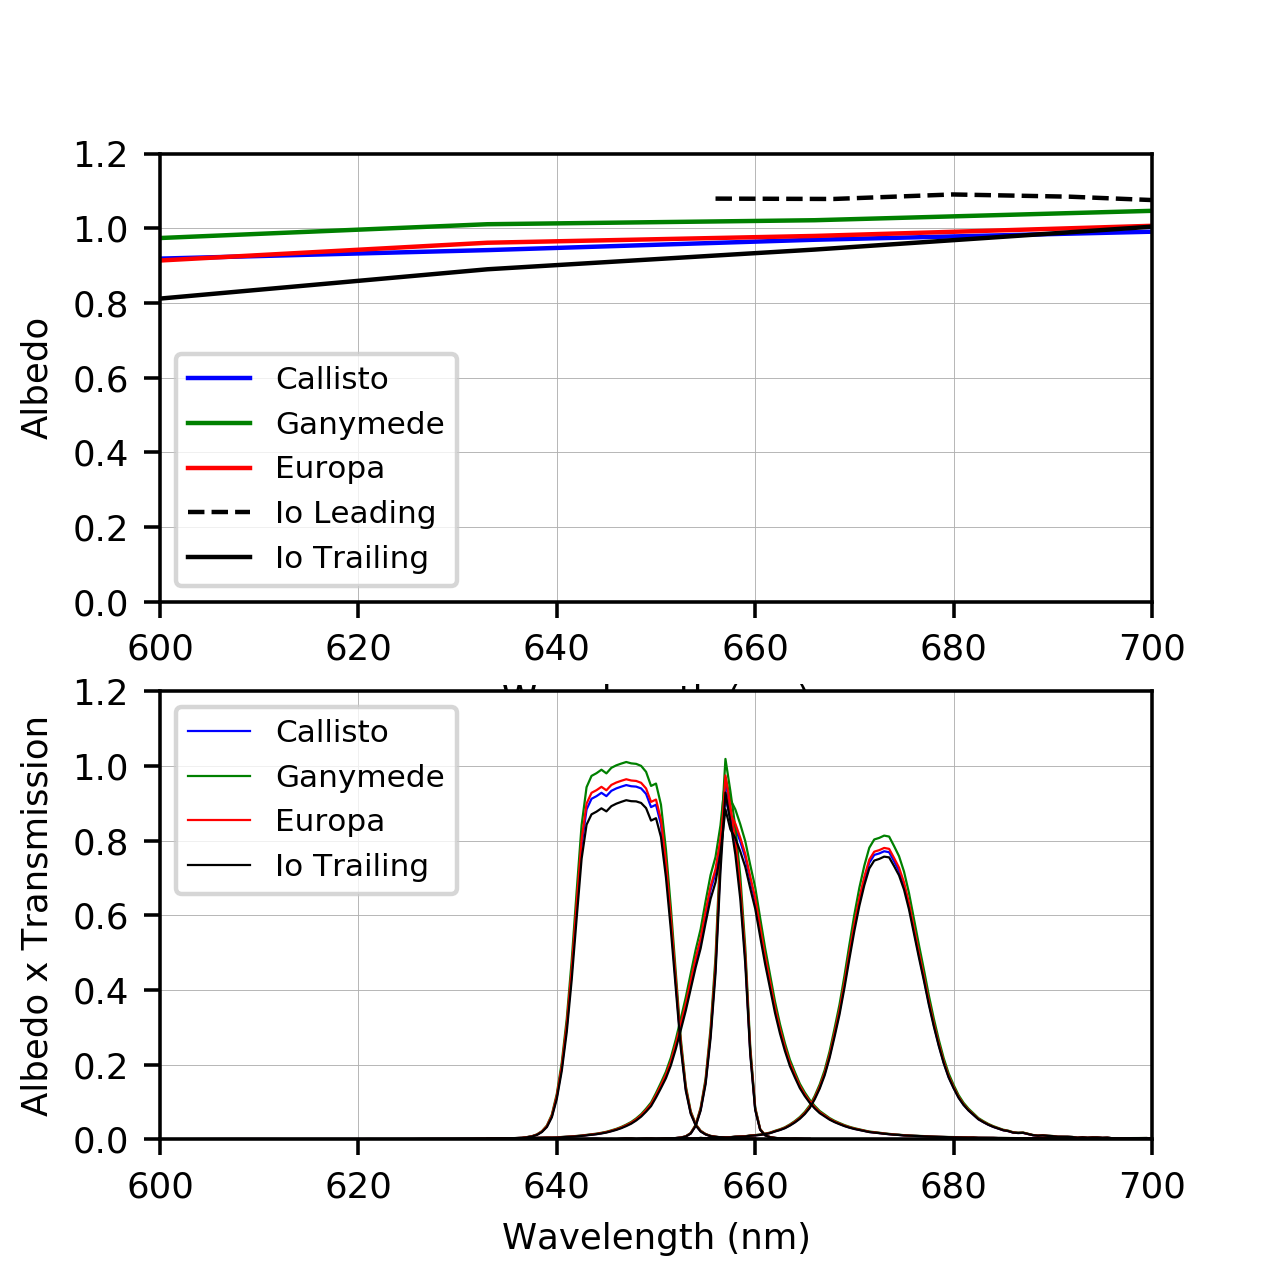 1.2
1.0
0.8
0.6
0.4
0.2
0.0
Albedo
Callisto
Ganymede
Europa
Io Leading
Io Trailing
600 620 640 660 680 700
1.2
1.0
0.8
0.6
0.4
0.2
0.0
Albedo x Transmission
Callisto
Ganymede
Europa
Io Trailing
600 620 640 660 680 700
Wavelength (nm)